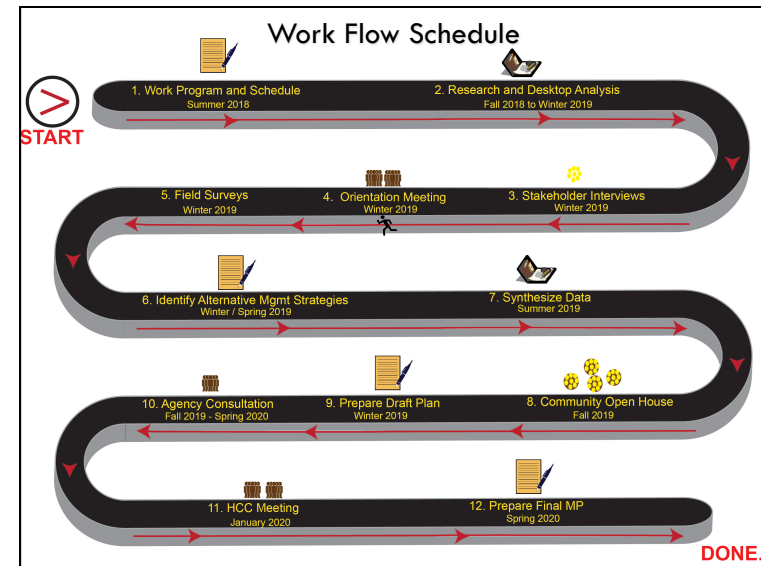 Work Flow Schedule
START
1. Work Program and Schedule
Summer 2018
2. Research and Desktop Analysis
Fall 2018 to Winter 2019
3. Stakeholder Interviews
Winter 2019
4. Orientation Meeting
Winter 2019
5. Field Surveys
Winter 2019
6. Identify Alternative Mgmt Strategies
Winter / Spring 2019
7. Synthesize Data
Summer 2019
8. Community Open House
Fall 2019
9. Prepare Draft Plan
Winter 2019
10. Agency Consultation
Fall 2019 - Spring 2020
11. HCC Meeting
January 2020
12. Prepare Final MP
Spring 2020
DONE.